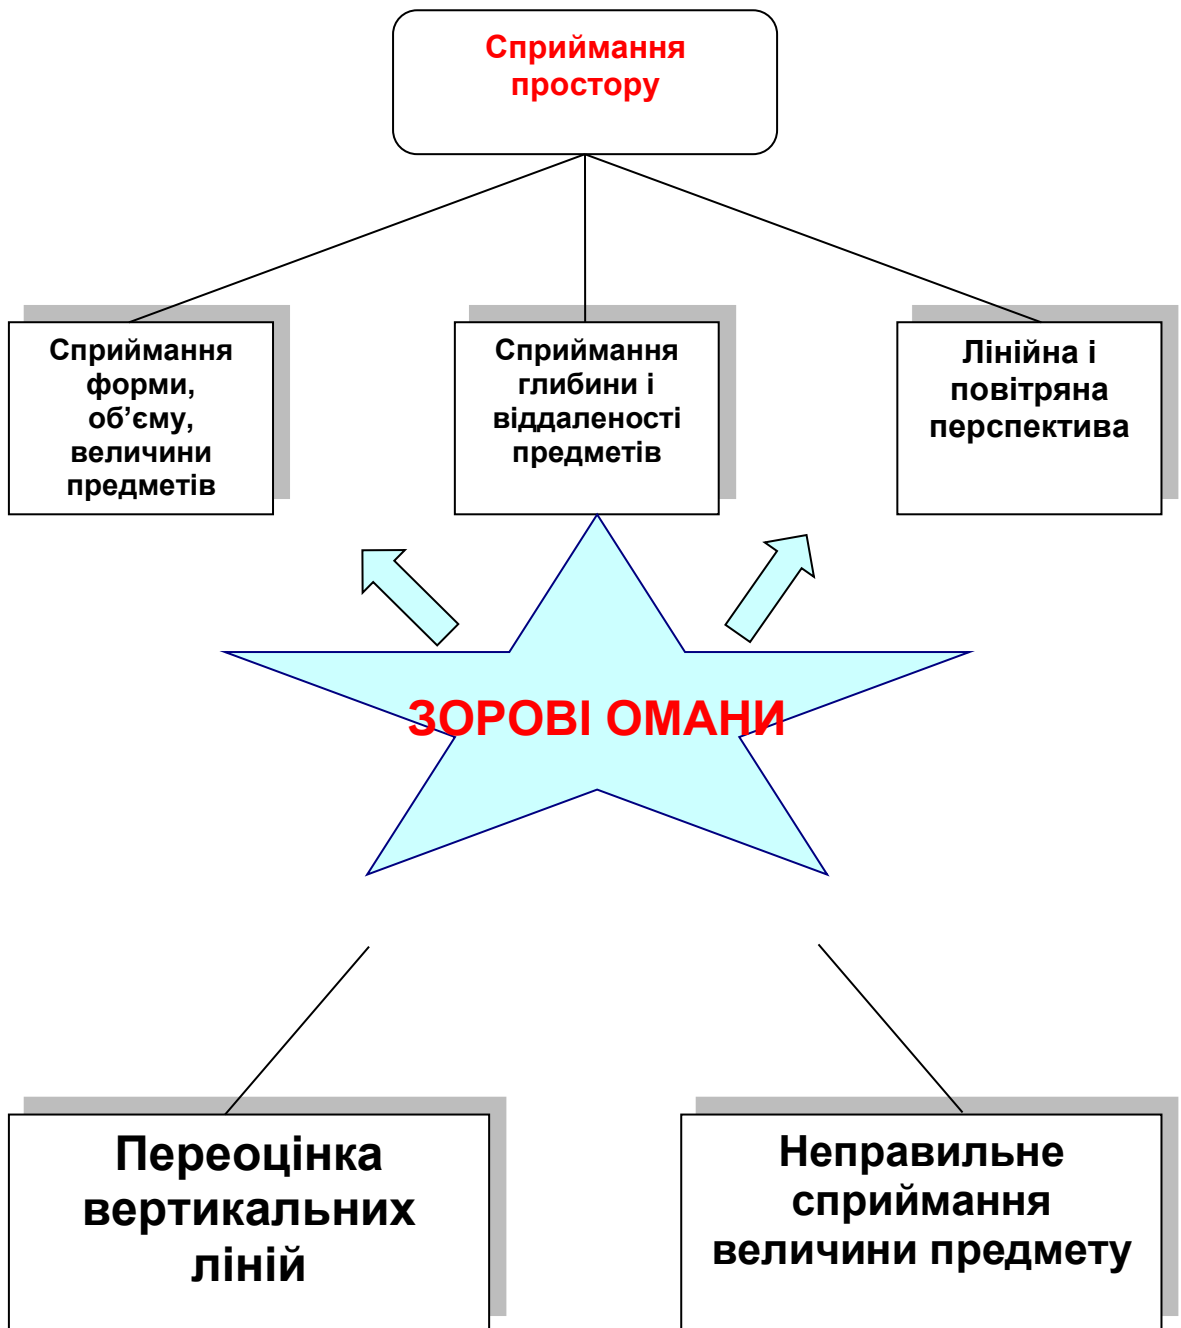 Сприймання
простору
Сприймання
форми,
об’єму,
величини
предметів
Сприймання
глибини і
віддаленості
предметів
Лінійна і
повітряна
перспектива
ЗОРОВІ ОМАНИ
Переоцінка
вертикальних
ліній
Неправильне
сприймання
величини предмету